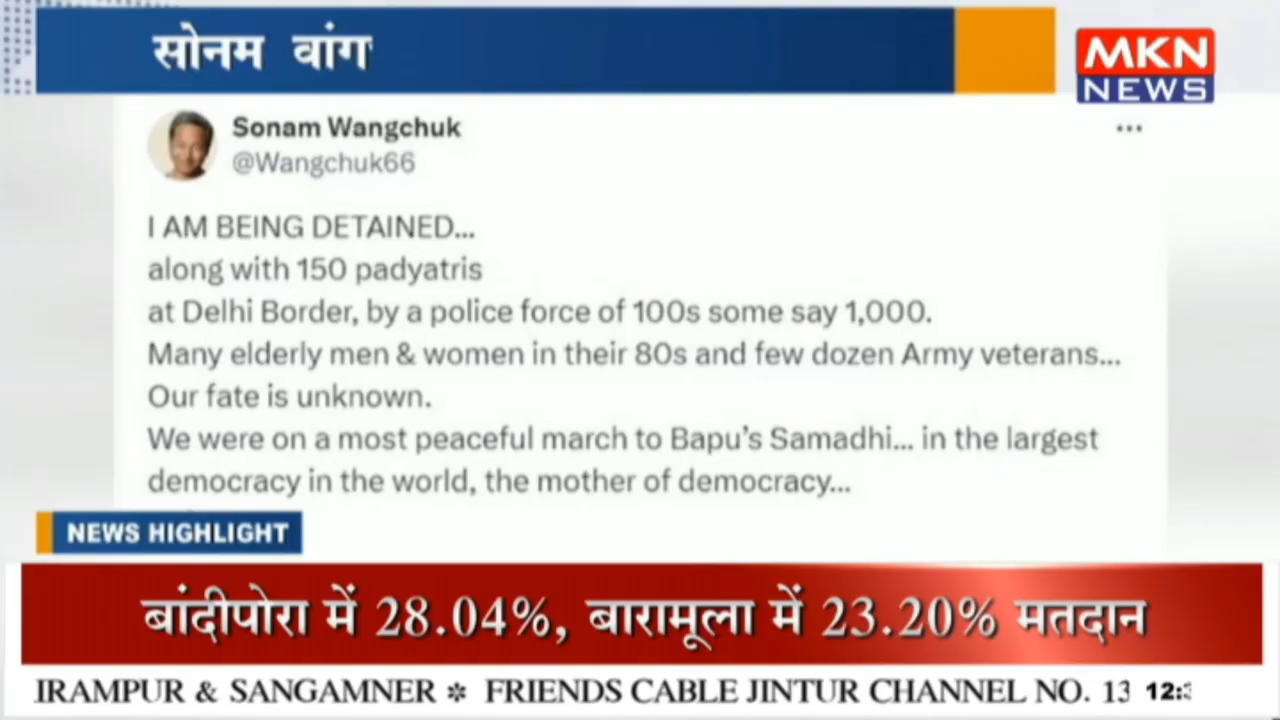 सोनम वांग
MKN
NEWS
Sonam Wangchuk
@Wangchuk66
I AM BEING DETAINED...
along with 150 padyatris
at Delhi Border, by a police force of 100s some say 1,000.
Many elderly men & women in their 80s and few dozen Army veterans...
Our fate is unknown.
We were on a most peaceful march to Bapu's Samadhi... in the largest
democracy in the world, the mother of democracy...
NEWS HIGHLIGHT
बांदीपोरा में 28.04%, बारामूला में 23.20% मतदान
IRAMPUR & SANGAMNER ✼ FRIENDS CABLE JINTUR CHANNEL NO. 13 12: